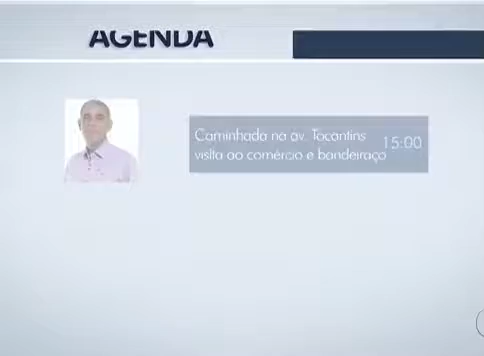 AGENDA
Caminhada na av. Tocantins
visita ao comércio e bandeiraço
15:00